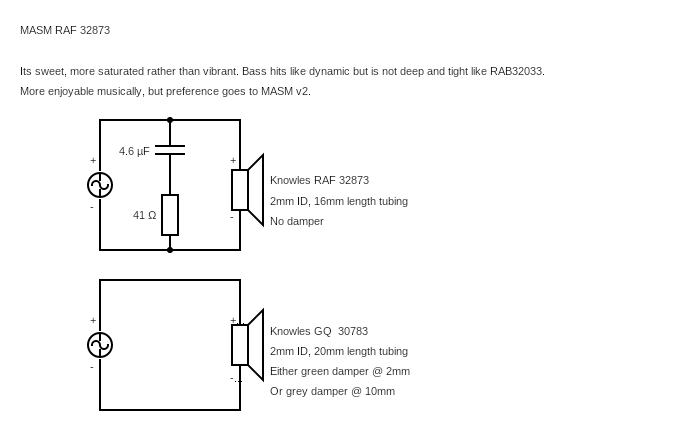 MASM RAF 32873
Its sweet, more saturated rather than vibrant. Bass hits like dynamic but is not deep and tight like RAB32033.
More enjoyable musically, but preference goes to MASM v2.
4.6 µF
+
+
Knowles RAF 32873
2mm ID, 16mm length tubing
-
41 Ω
-
No damper
+
+
Knowles GQ  30783
2mm ID, 20mm length tubing
-
-
Either green damper @ 2mm
Or grey damper @ 10mm